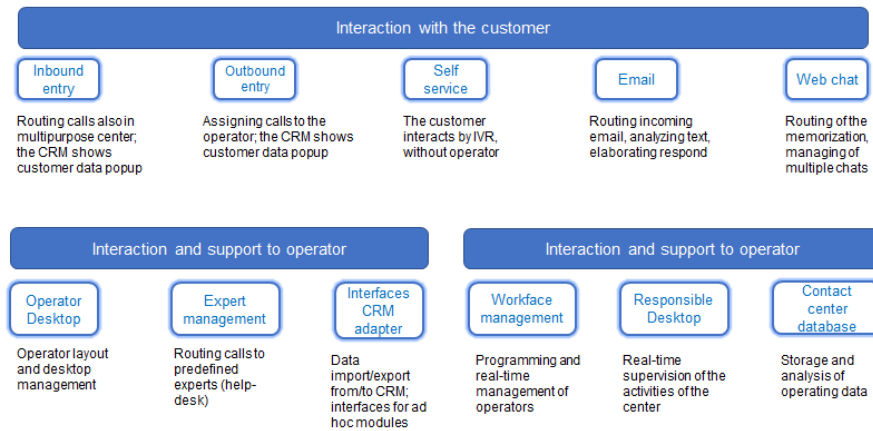 Interaction with the customer
Inbound
entry
Outbound
entry
Self
service
Email
Web chat
Routing calls also in
multipurpose center;
the CRM shows
customer data popup
Assigning calls to the
operator; the CRM shows
customer data popup
The customer
interacts by IVR,
without operator
Routing incoming
email, analyzing text,
elaborating respond
Routing of the
memorization,
managing of
multiple chats
Interaction and support to operator
Interaction and support to operator
Operator
Desktop
Expert
management
Interfaces
CRM
adapter
Workface
management
Responsible
Desktop
Contact
center
database
Operator layout
and desktop
management
Routing calls to
predefined
experts (help-
desk)
Data
import/export
from/to CRM;
interfaces for ad
hoc modules
Programming and
real-time
management of
operators
Real-time
supervision of the
activities of the
center
Storage and
analysis of
operating data